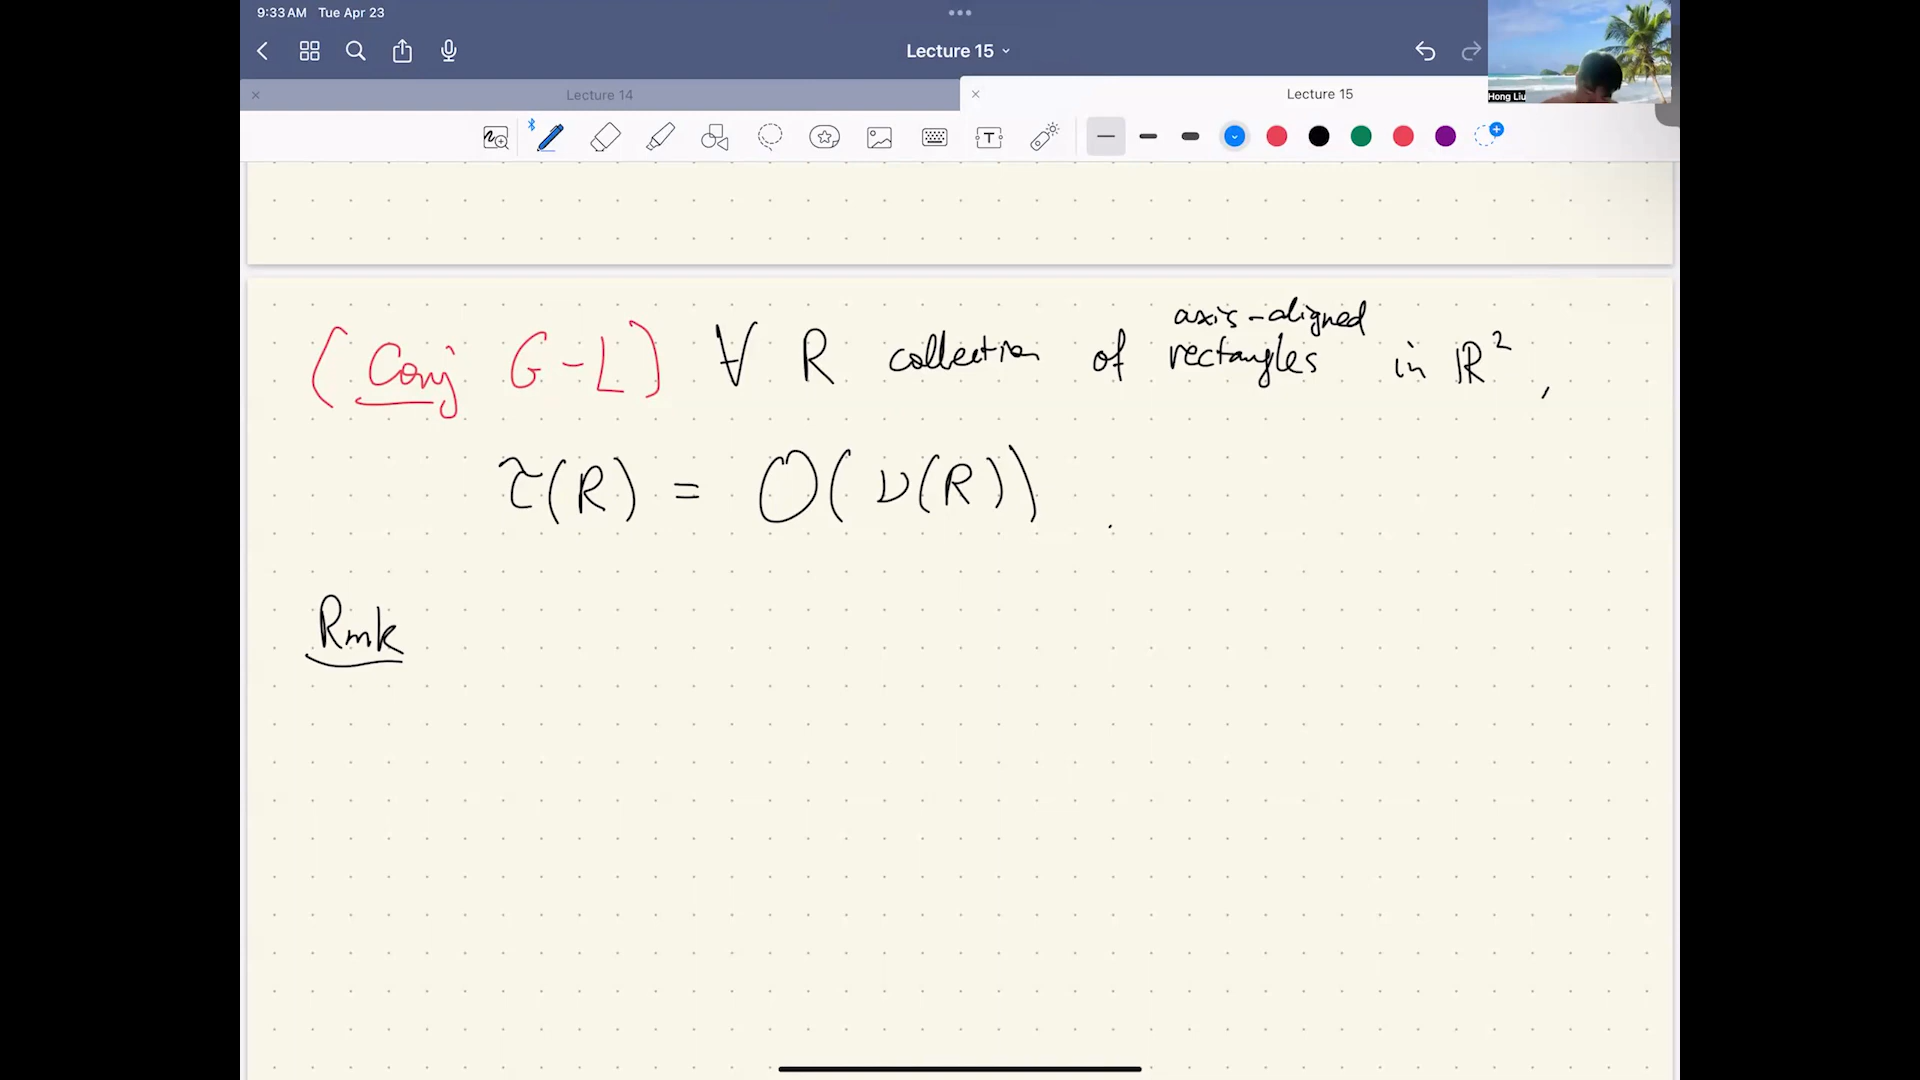 9:33 AM Tue Apr 23
Lecture 15
Hong Liu
Lecture 14
Lecture 15
(Conj G-L) ∀ R collection of axis-aligned rectangles in ℝ²,
τ(R) = O(ν(R)).
Rmk